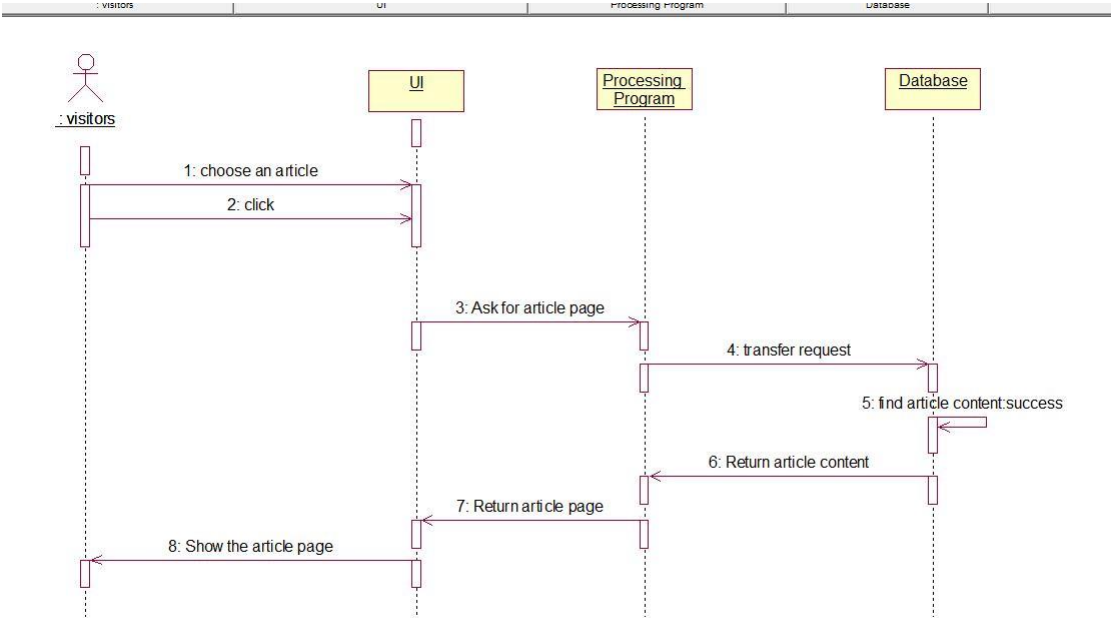 : visitors UI Processing Program Database
UI
Processing
Program
Database
: visitors
1: choose an article
2: click
3: Ask for article page
4: transfer request
5: find article content:success
6: Return article content
7: Return article page
8: Show the article page